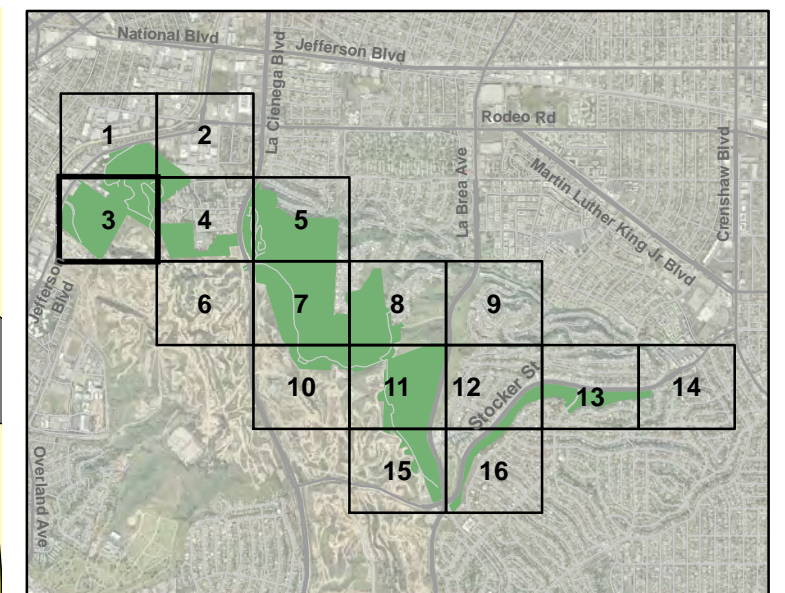 National Blvd
Jefferson Blvd
La Cienega Blvd
Rodeo Rd
La Brea Ave
Martin Luther King Jr Blvd
Crenshaw Blvd
1
2
3
4
5
Jefferson
Blvd
6
7
8
9
10
11
12
Stocker St
13
14
Overland Ave
15
16